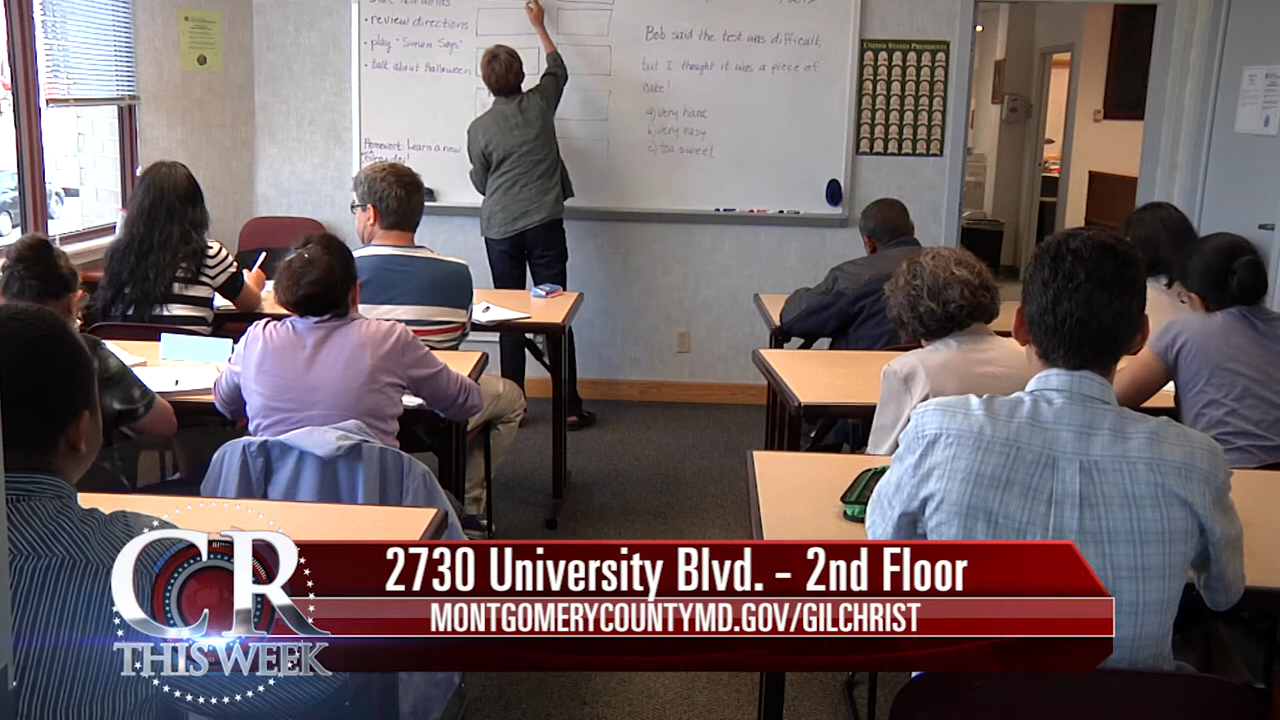 • review directions
• play "Simon Says"
• talk about Halloween
Homework: Learn a new
Bob said the test was difficult,
but I thought it was a piece of
cake!
a) very hard
b) very easy
c) too sweet
UNITED STATES PRESIDENTS
CR
THIS WEEK
2730 University Blvd. - 2nd Floor
MONTGOMERYCOUNTYMD.GOV/GILCHRIST